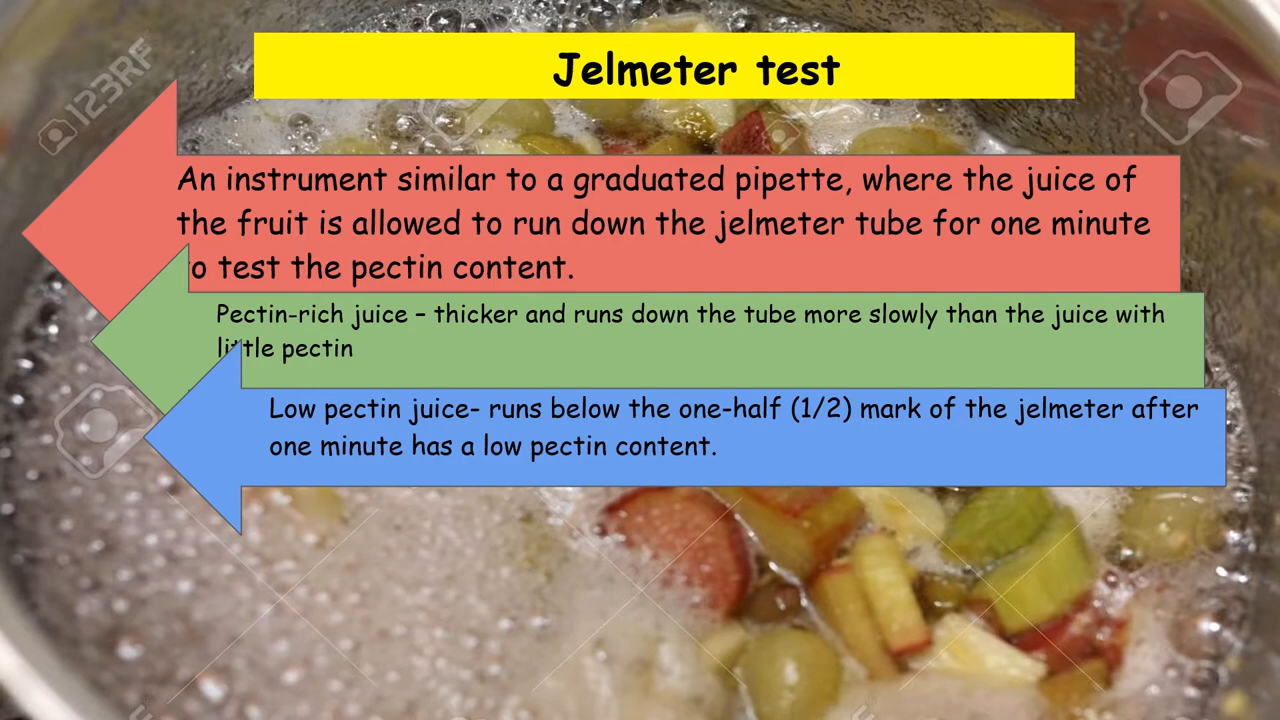 123RF
Jelmeter test
An instrument similar to a graduated pipette, where the juice of
the fruit is allowed to run down the jelmeter tube for one minute
to test the pectin content.
Pectin-rich juice – thicker and runs down the tube more slowly than the juice with
little pectin
Low pectin juice- runs below the one-half (1/2) mark of the jelmeter after
one minute has a low pectin content.